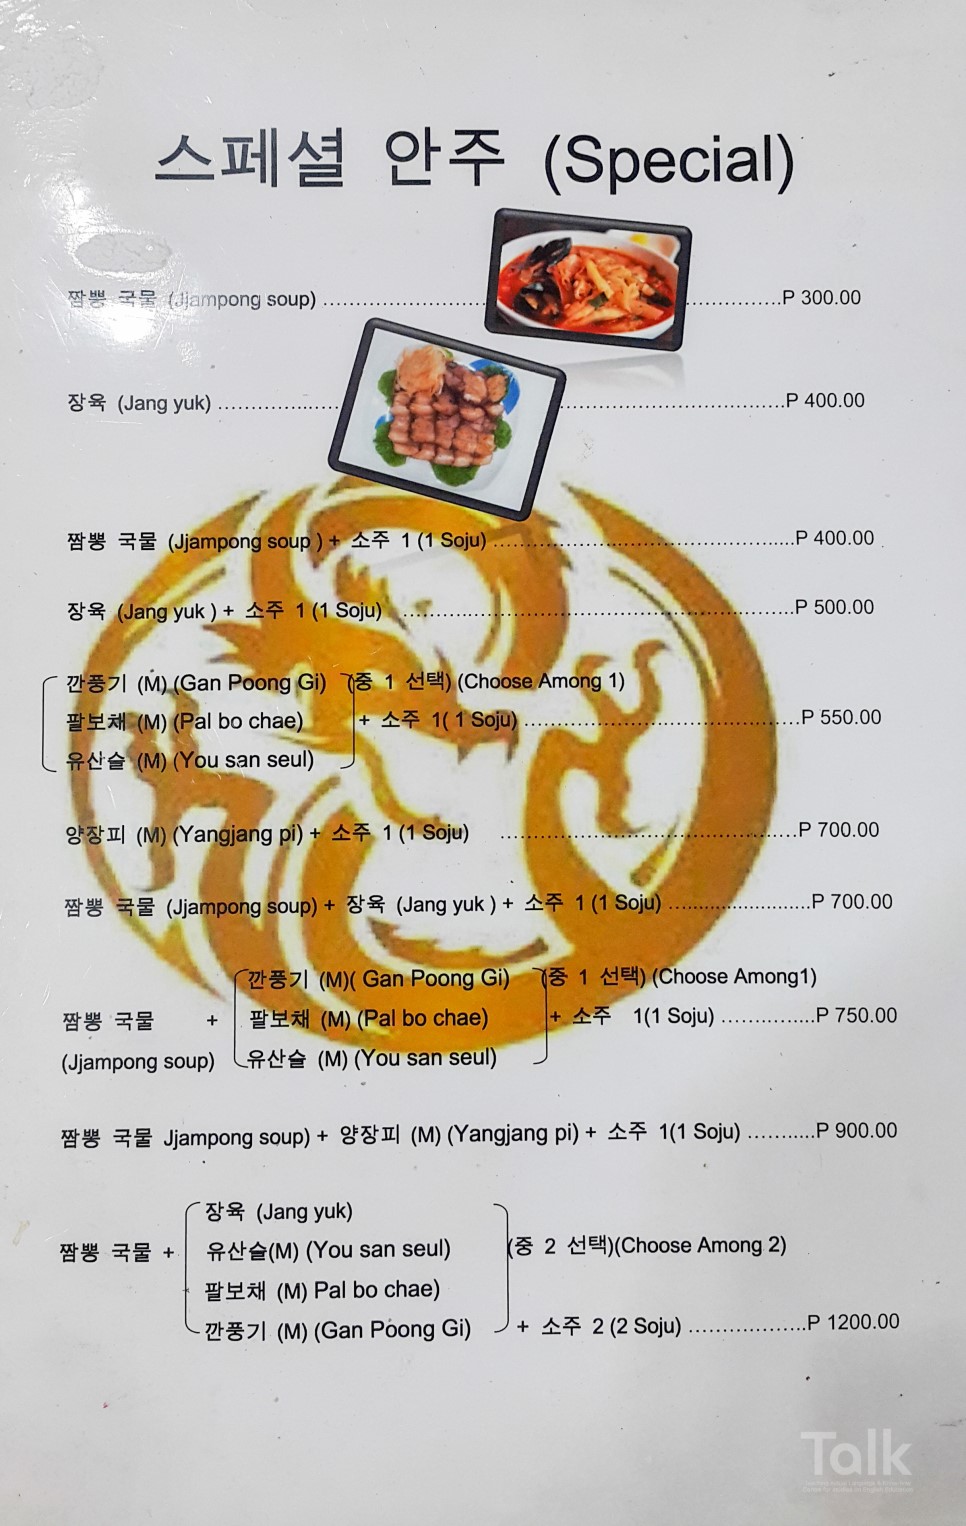 스페셜 안주 (Special)
짬뽕 국물 (Jjampong soup) ........................ P 300.00
장육 (Jang yuk) ........................ P 400.00
짬뽕 국물 (Jjampong soup ) + 소주 1 (1 Soju) ........................ P 400.00
장육 (Jang yuk ) + 소주 1 (1 Soju) ........................ P 500.00
깐풍기 (M) (Gan Poong Gi) (중 1 선택) (Choose Among 1)
팔보채 (M) (Pal bo chae) + 소주 1( 1 Soju) ........................ P 550.00
유산슬 (M) (You san seul)
양장피 (M) (Yangjang pi) + 소주 1 (1 Soju) ........................ P 700.00
짬뽕 국물 (Jjampong soup) + 장육 (Jang yuk ) + 소주 1 (1 Soju) ........................ P 700.00
깐풍기 (M)( Gan Poong Gi) (중 1 선택) (Choose Among1)
짬뽕 국물 + 팔보채 (M) (Pal bo chae) + 소주 1(1 Soju) ............... P 750.00
(Jjampong soup) 유산슬 (M) (You san seul)
짬뽕 국물 Jjampong soup) + 양장피 (M) (Yangjang pi) + 소주 1(1 Soju) ........... P 900.00
장육 (Jang yuk)
짬뽕 국물 + 유산슬(M) (You san seul) (중 2 선택)(Choose Among 2)
팔보채 (M) Pal bo chae)
깐풍기 (M) (Gan Poong Gi) + 소주 2 (2 Soju) .................. P 1200.00
Talk